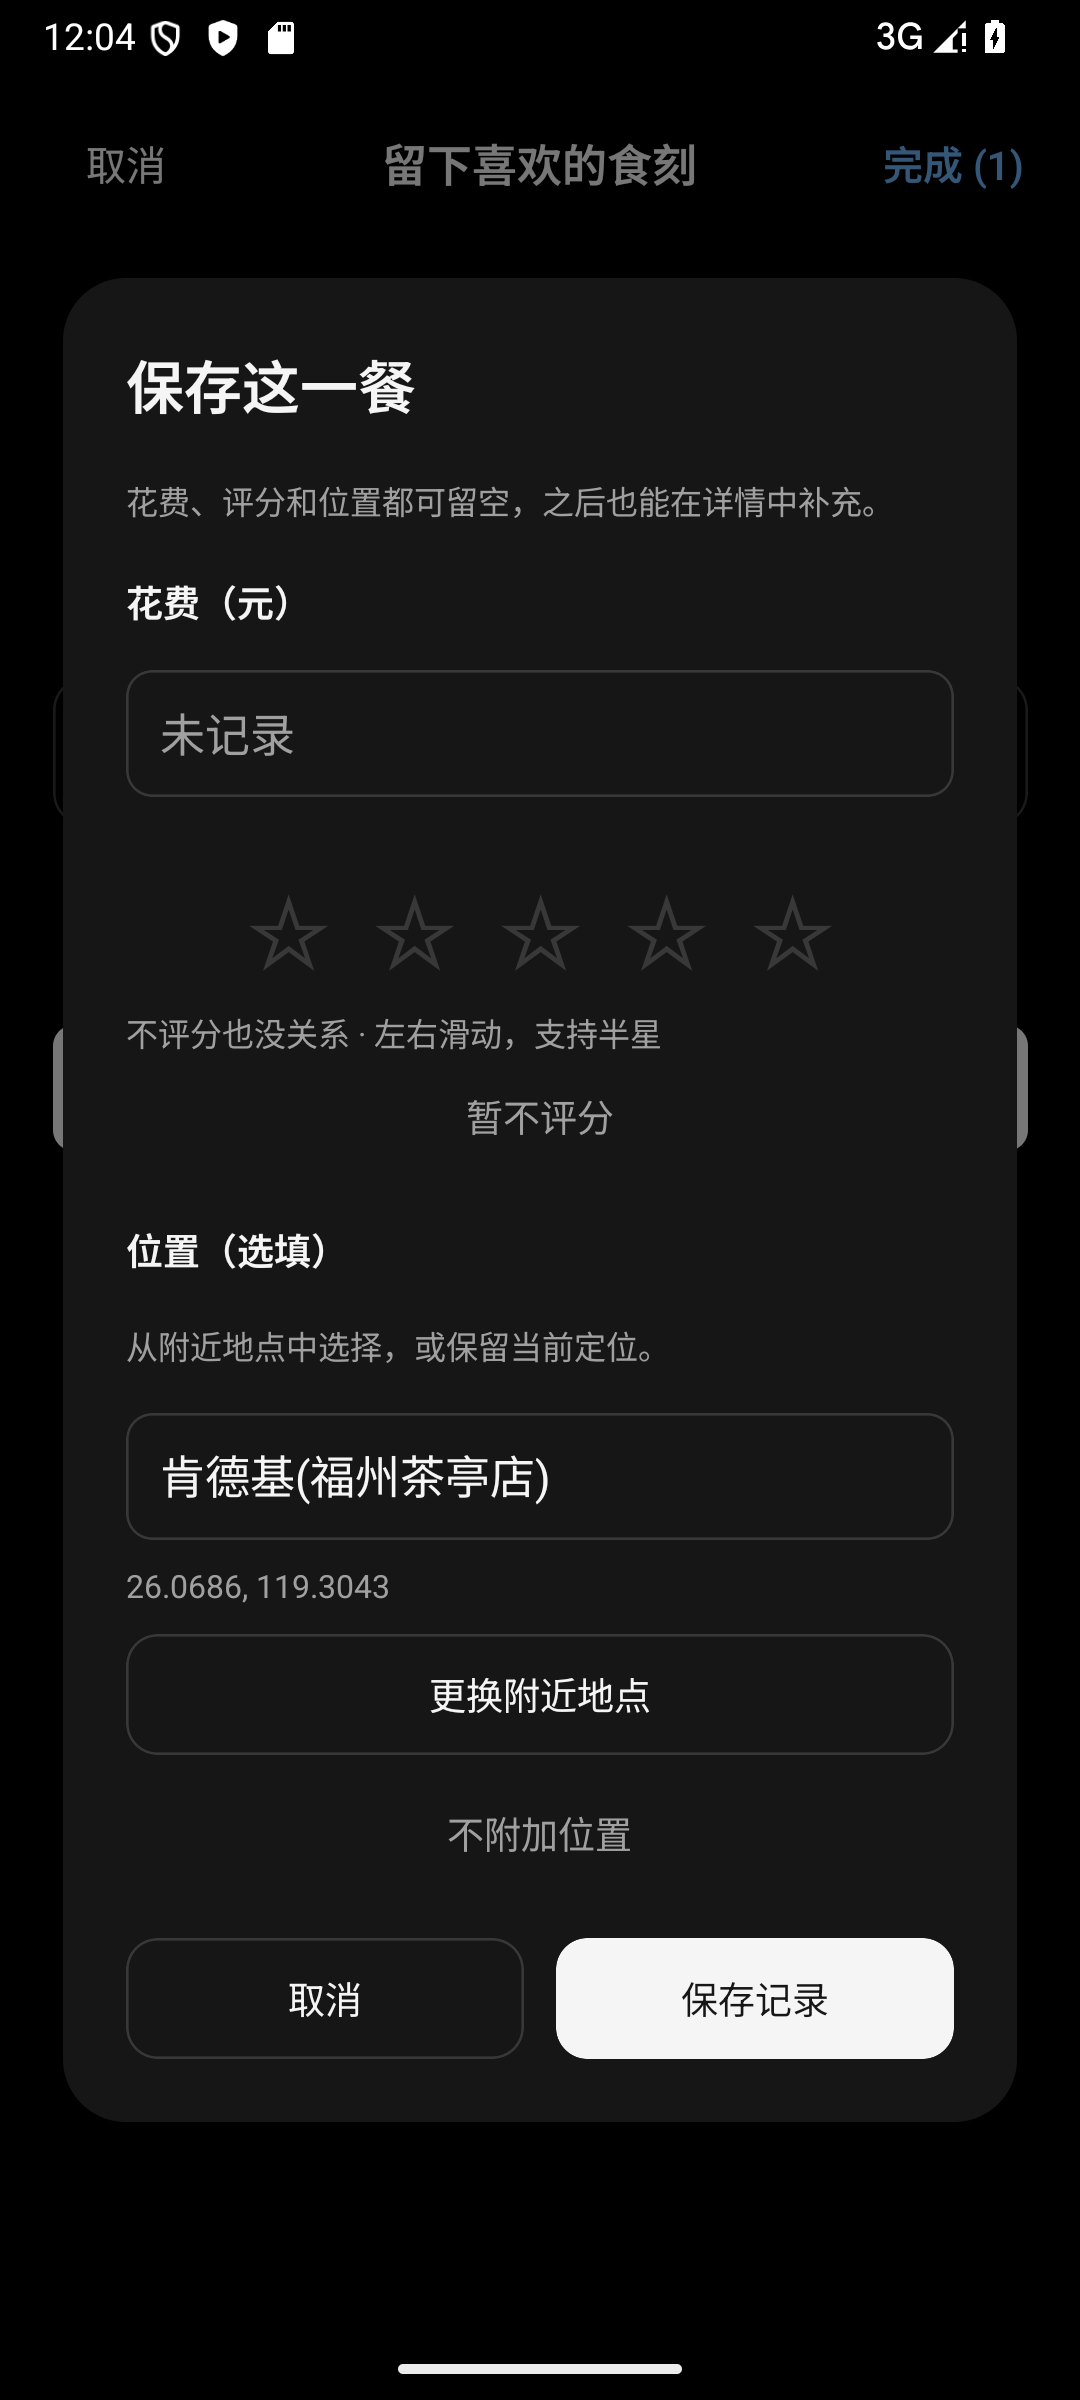 12:04
3G
取消
留下喜欢的食刻
完成 (1)
保存这一餐
花费、评分和位置都可留空，之后也能在详情中补充。
花费（元）
未记录
不评分也没关系 · 左右滑动，支持半星
暂不评分
位置（选填）
从附近地点中选择，或保留当前定位。
肯德基(福州茶亭店)
26.0686, 119.3043
更换附近地点
不附加位置
取消
保存记录